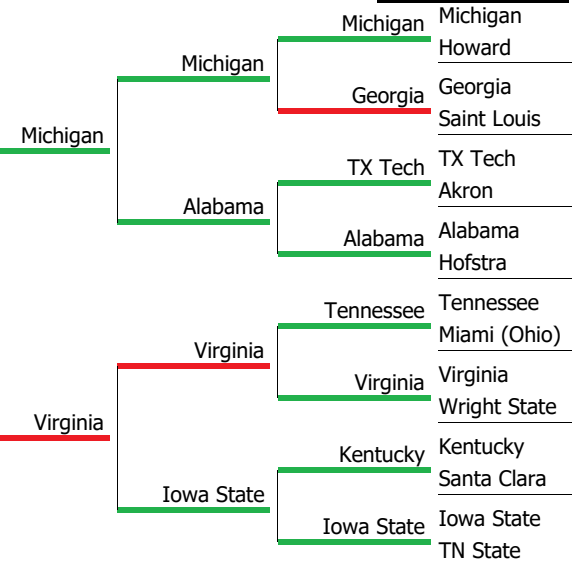 Michigan
Howard
Georgia
Saint Louis
TX Tech
Akron
Alabama
Hofstra
Tennessee
Miami (Ohio)
Virginia
Wright State
Kentucky
Santa Clara
Iowa State
TN State
Michigan
Georgia
TX Tech
Alabama
Tennessee
Virginia
Kentucky
Iowa State
Michigan
Alabama
Virginia
Iowa State
Michigan
Virginia